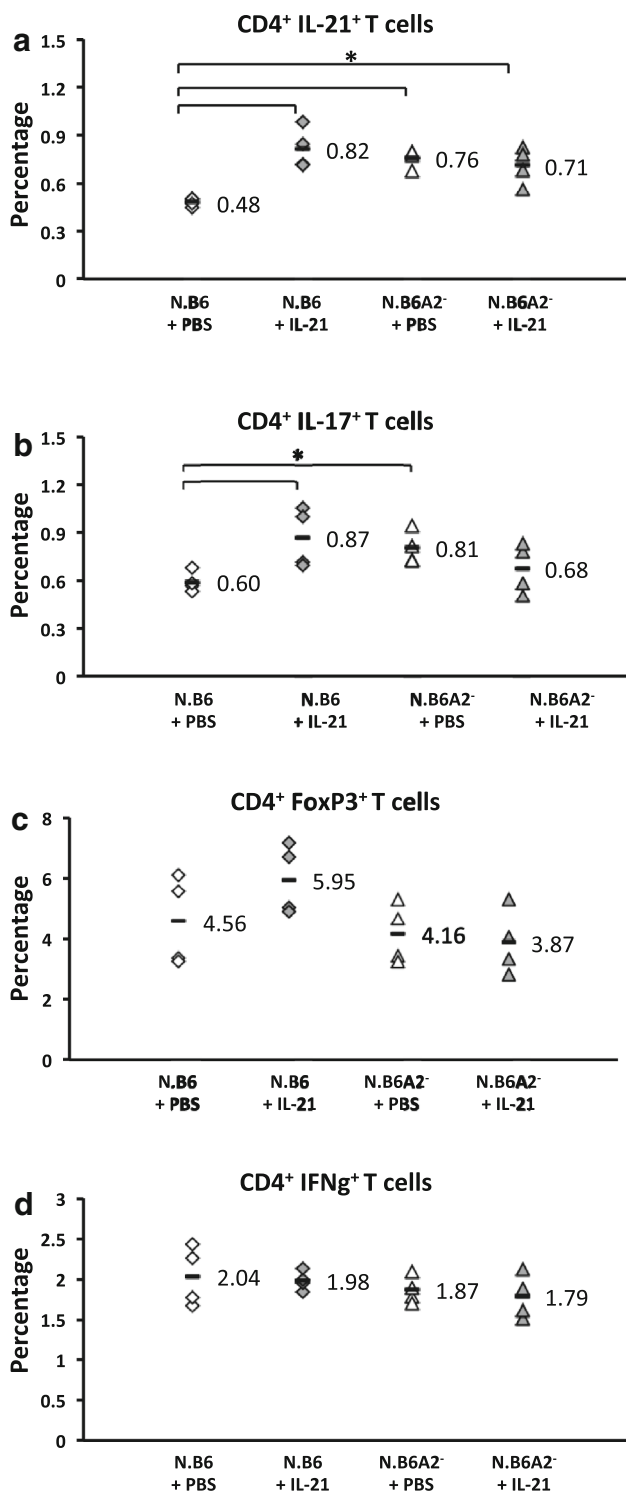 a
CD4⁺ IL-21⁺ T cells
Percentage
1.5
1.2
0.9
0.6
0.3
0
*
0.48
0.82
0.76
0.71
N.B6 N.B6 N.B6A2⁻ N.B6A2⁻
+ PBS + IL-21 + PBS + IL-21
b
CD4⁺ IL-17⁺ T cells
Percentage
1.5
1.2
0.9
0.6
0.3
0
*
0.60
0.87
0.81
0.68
N.B6 N.B6 N.B6A2⁻ N.B6A2⁻
+ PBS + IL-21 + PBS + IL-21
c
CD4⁺ FoxP3⁺ T cells
Percentage
8
6
4
2
0
4.56
5.95
4.16
3.87
N.B6 N.B6 N.B6A2⁻ N.B6A2⁻
+ PBS + IL-21 + PBS + IL-21
d
CD4⁺ IFNg⁺ T cells
Percentage
3
2.5
2
1.5
1
0.5
0
2.04
1.98
1.87
1.79
N.B6 N.B6 N.B6A2⁻ N.B6A2⁻
+ PBS + IL-21 + PBS + IL-21